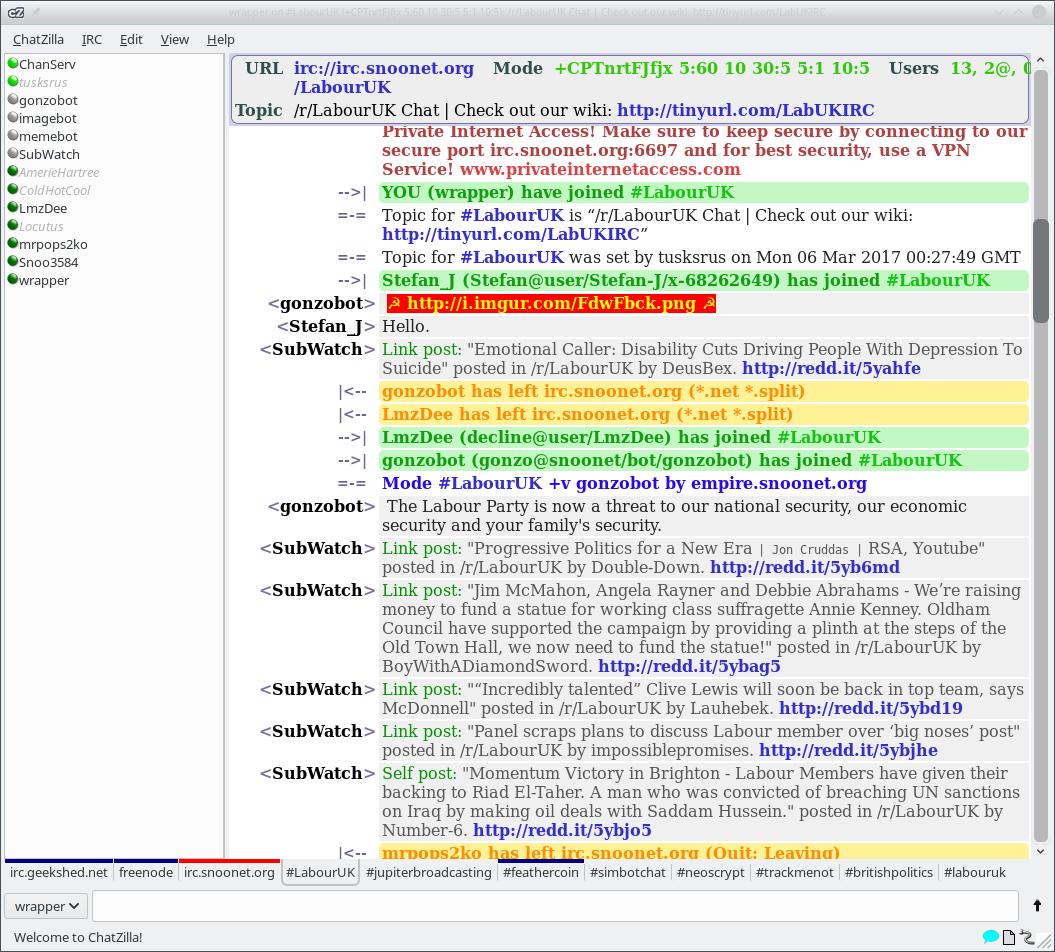 wrapper on #LabourUK (+CPTnrtFJfjx 5:60 10 30:5 5:1 10:5): /r/LabourUK Chat | Check out our wiki: http://tinyurl.com/LabUKIRC
ChatZilla IRC Edit View Help
ChanServ
tusksrus
gonzobot
imagebot
memebot
SubWatch
AmerieHartree
ColdHotCool
LmzDee
Locutus
mrpops2ko
Snoo3584
wrapper
URL irc://irc.snoonet.org Mode +CPTnrtFJfjx 5:60 10 30:5 5:1 10:5 Users 13, 2@,
/LabourUK
Topic /r/LabourUK Chat | Check out our wiki: http://tinyurl.com/LabUKIRC
Private Internet Access! Make sure to keep secure by connecting to our
secure port irc.snoonet.org:6697 and for best security, use a VPN
Service! www.privateinternetaccess.com
-->| YOU (wrapper) have joined #LabourUK
=-= Topic for #LabourUK is “/r/LabourUK Chat | Check out our wiki:
http://tinyurl.com/LabUKIRC”
=-= Topic for #LabourUK was set by tusksrus on Mon 06 Mar 2017 00:27:49 GMT
-->| Stefan_J (Stefan@user/Stefan-J/x-68262649) has joined #LabourUK
<gonzobot> ☭ http://i.imgur.com/FdwFbck.png ☭
<Stefan_J> Hello.
<SubWatch> Link post: "Emotional Caller: Disability Cuts Driving People With Depression To
Suicide" posted in /r/LabourUK by DeusBex. http://redd.it/5yahfe
|<-- gonzobot has left irc.snoonet.org (*.net *.split)
|<-- LmzDee has left irc.snoonet.org (*.net *.split)
-->| LmzDee (decline@user/LmzDee) has joined #LabourUK
-->| gonzobot (gonzo@snoonet/bot/gonzobot) has joined #LabourUK
=-= Mode #LabourUK +v gonzobot by empire.snoonet.org
<gonzobot> The Labour Party is now a threat to our national security, our economic
security and your family's security.
<SubWatch> Link post: "Progressive Politics for a New Era | Jon Cruddas | RSA, Youtube"
posted in /r/LabourUK by Double-Down. http://redd.it/5yb6md
<SubWatch> Link post: "Jim McMahon, Angela Rayner and Debbie Abrahams - We’re raising
money to fund a statue for working class suffragette Annie Kenney. Oldham
Council have supported the campaign by providing a plinth at the steps of the
Old Town Hall, we now need to fund the statue!" posted in /r/LabourUK by
BoyWithADiamondSword. http://redd.it/5ybag5
<SubWatch> Link post: "“Incredibly talented” Clive Lewis will soon be back in top team, says
McDonnell" posted in /r/LabourUK by Lauhebek. http://redd.it/5ybd19
<SubWatch> Link post: "Panel scraps plans to discuss Labour member over ‘big noses’ post"
posted in /r/LabourUK by impossiblepromises. http://redd.it/5ybjhe
<SubWatch> Self post: "Momentum Victory in Brighton - Labour Members have given their
backing to Riad El-Taher. A man who was convicted of breaching UN sanctions
on Iraq by making oil deals with Saddam Hussein." posted in /r/LabourUK by
Number-6. http://redd.it/5ybjo5
|<-- mrpops2ko has left irc.snoonet.org (Quit: Leaving)
irc.geekshed.net freenode irc.snoonet.org #LabourUK #jupiterbroadcasting #feathercoin #simbotchat #neoscrypt #trackmenot #britishpolitics #labouruk
wrapper
Welcome to ChatZilla!